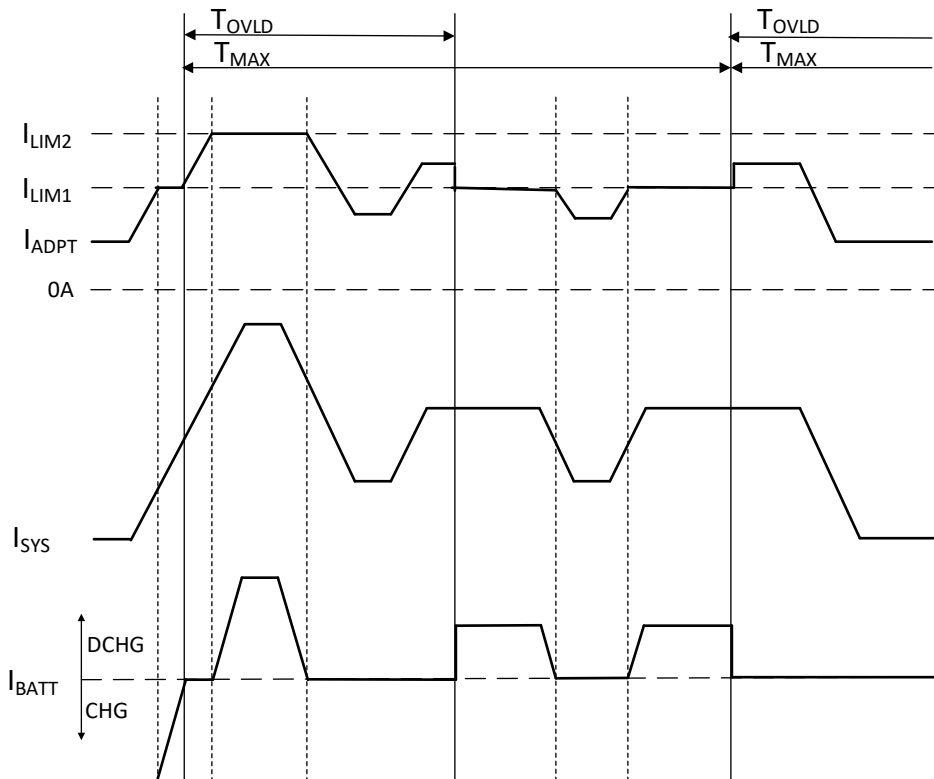 T_OVLD T_OVLD
T_MAX T_MAX
I_LIM2
I_LIM1
I_ADPT
0A
I_SYS
DCHG
I_BATT
CHG